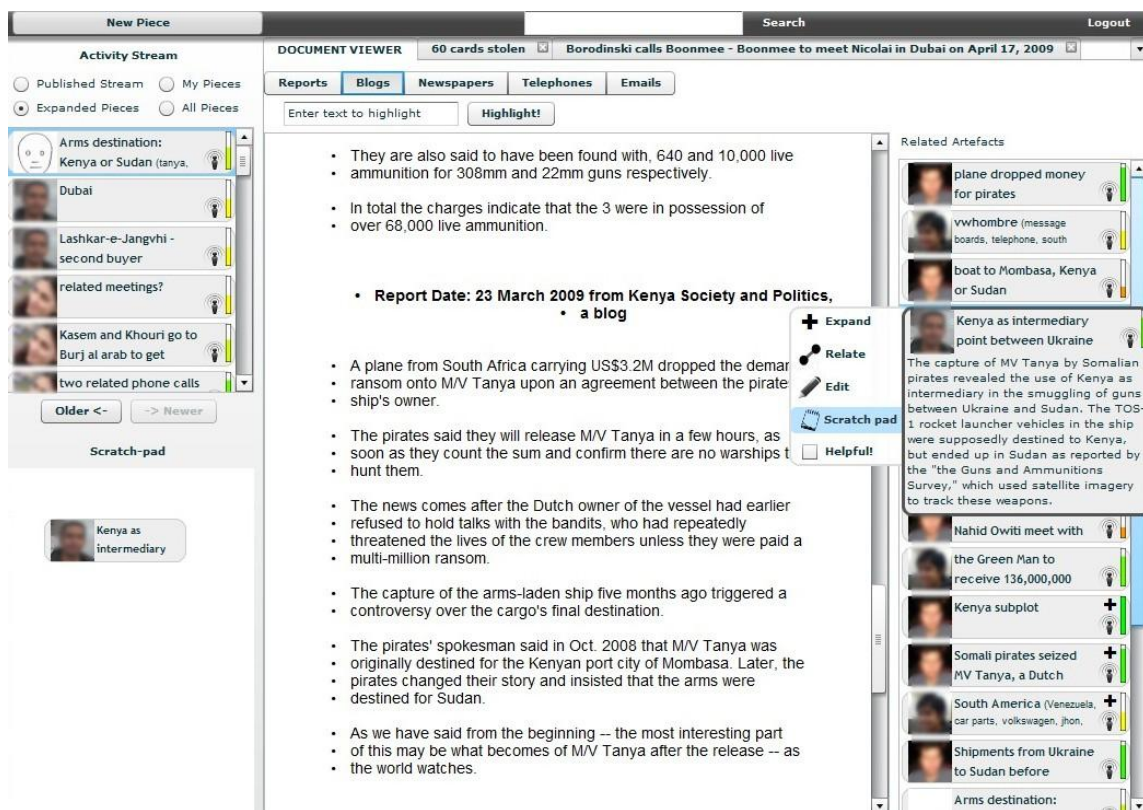 New Piece
Search
Logout
Activity Stream
Published Stream
My Pieces
Expanded Pieces
All Pieces
Arms destination:
Kenya or Sudan (tanya,
Dubai
Lashkar-e-Jangvhi -
second buyer
related meetings?
Kasem and Khouri go to
Burj al arab to get
two related phone calls
Older <-
-> Newer
Scratch-pad
Kenya as
intermediary
DOCUMENT VIEWER
60 cards stolen
Borodinski calls Boonmee - Boonmee to meet Nicolai in Dubai on April 17, 2009
Reports
Blogs
Newspapers
Telephones
Emails
Enter text to highlight
Highlight!
• They are also said to have been found with, 640 and 10,000 live
• ammunition for 308mm and 22mm guns respectively.
• In total the charges indicate that the 3 were in possession of
• over 68,000 live ammunition.
• Report Date: 23 March 2009 from Kenya Society and Politics,
• a blog
• A plane from South Africa carrying US$3.2M dropped the deman
• ransom onto M/V Tanya upon an agreement between the pirate
• ship's owner.
• The pirates said they will release M/V Tanya in a few hours, as
• soon as they count the sum and confirm there are no warships t
• hunt them.
• The news comes after the Dutch owner of the vessel had earlier
• refused to hold talks with the bandits, who had repeatedly
• threatened the lives of the crew members unless they were paid a
• multi-million ransom.
• The capture of the arms-laden ship five months ago triggered a
• controversy over the cargo's final destination.
• The pirates' spokesman said in Oct. 2008 that M/V Tanya was
• originally destined for the Kenyan port city of Mombasa. Later, the
• pirates changed their story and insisted that the arms were
• destined for Sudan.
• As we have said from the beginning -- the most interesting part
• of this may be what becomes of M/V Tanya after the release -- as
• the world watches.
Expand
Relate
Edit
Scratch pad
Helpful!
Related Artefacts
plane dropped money
for pirates
vwhombre (message
boards, telephone, south
boat to Mombasa, Kenya
or Sudan
Kenya as intermediary
point between Ukraine
The capture of MV Tanya by Somalian
pirates revealed the use of Kenya as
intermediary in the smuggling of guns
between Ukraine and Sudan. The TOS-
1 rocket launcher vehicles in the ship
were supposedly destined to Kenya,
but ended up in Sudan as reported by
the "the Guns and Ammunitions
Survey," which used satellite imagery
to track these weapons.
Nahid Owiti meet with
the Green Man to
receive 136,000,000
Kenya subplot
Somali pirates seized
MV Tanya, a Dutch
South America (Venezuela,
car parts, volkswagen, jhon,
Shipments from Ukraine
to Sudan before
Arms destination: